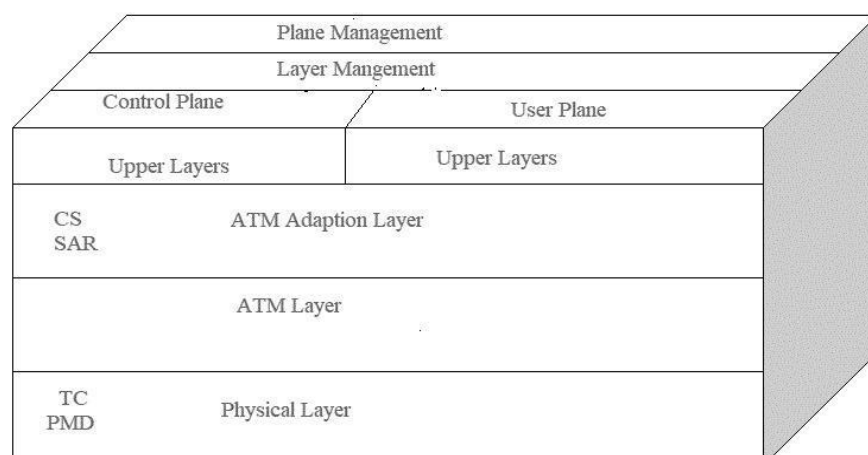 Plane Management
Layer Mangement
Control Plane
User Plane
Upper Layers
Upper Layers
CS
SAR
ATM Adaption Layer
ATM Layer
TC
PMD
Physical Layer